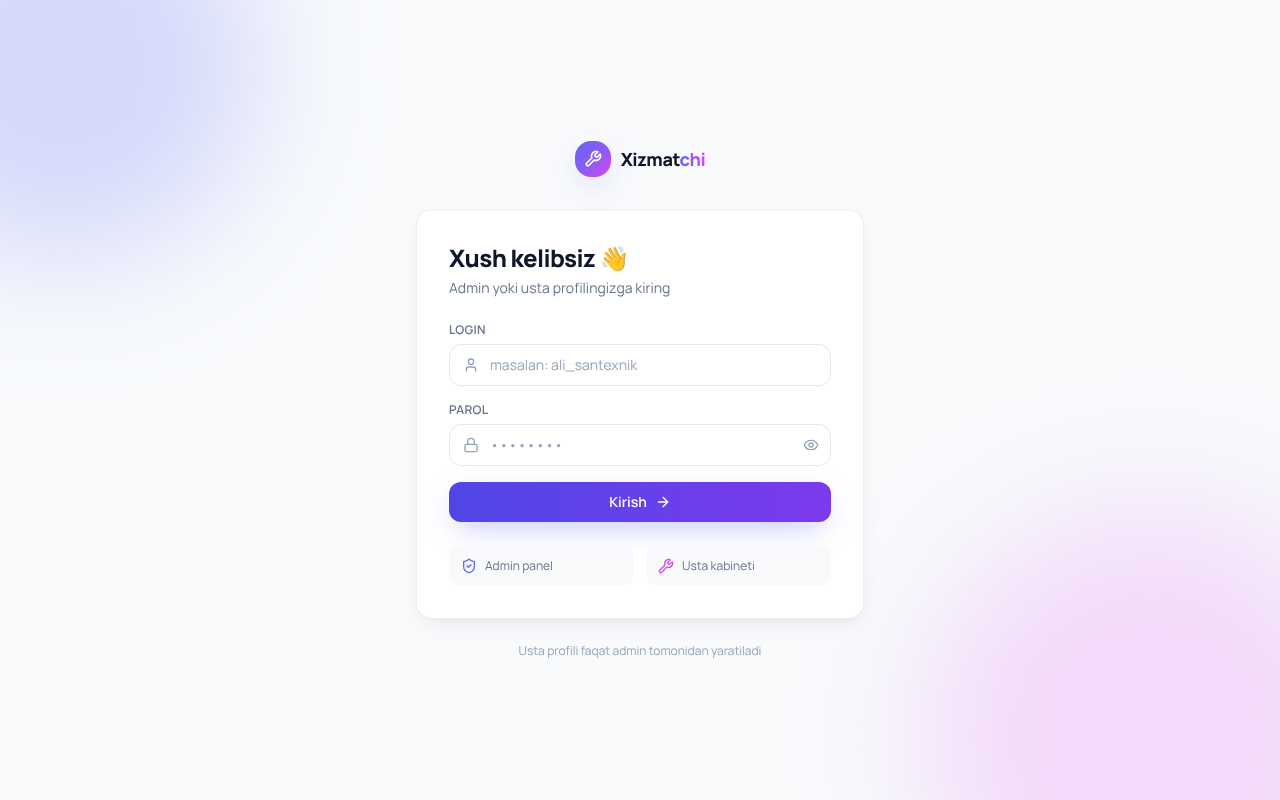 Xizmatchi
Xush kelibsiz 👋
Admin yoki usta profilingizga kiring
LOGIN
masalan: ali_santexnik
PAROL
••••••••
Kirish →
Admin panel
Usta kabineti
Usta profili faqat admin tomonidan yaratiladi